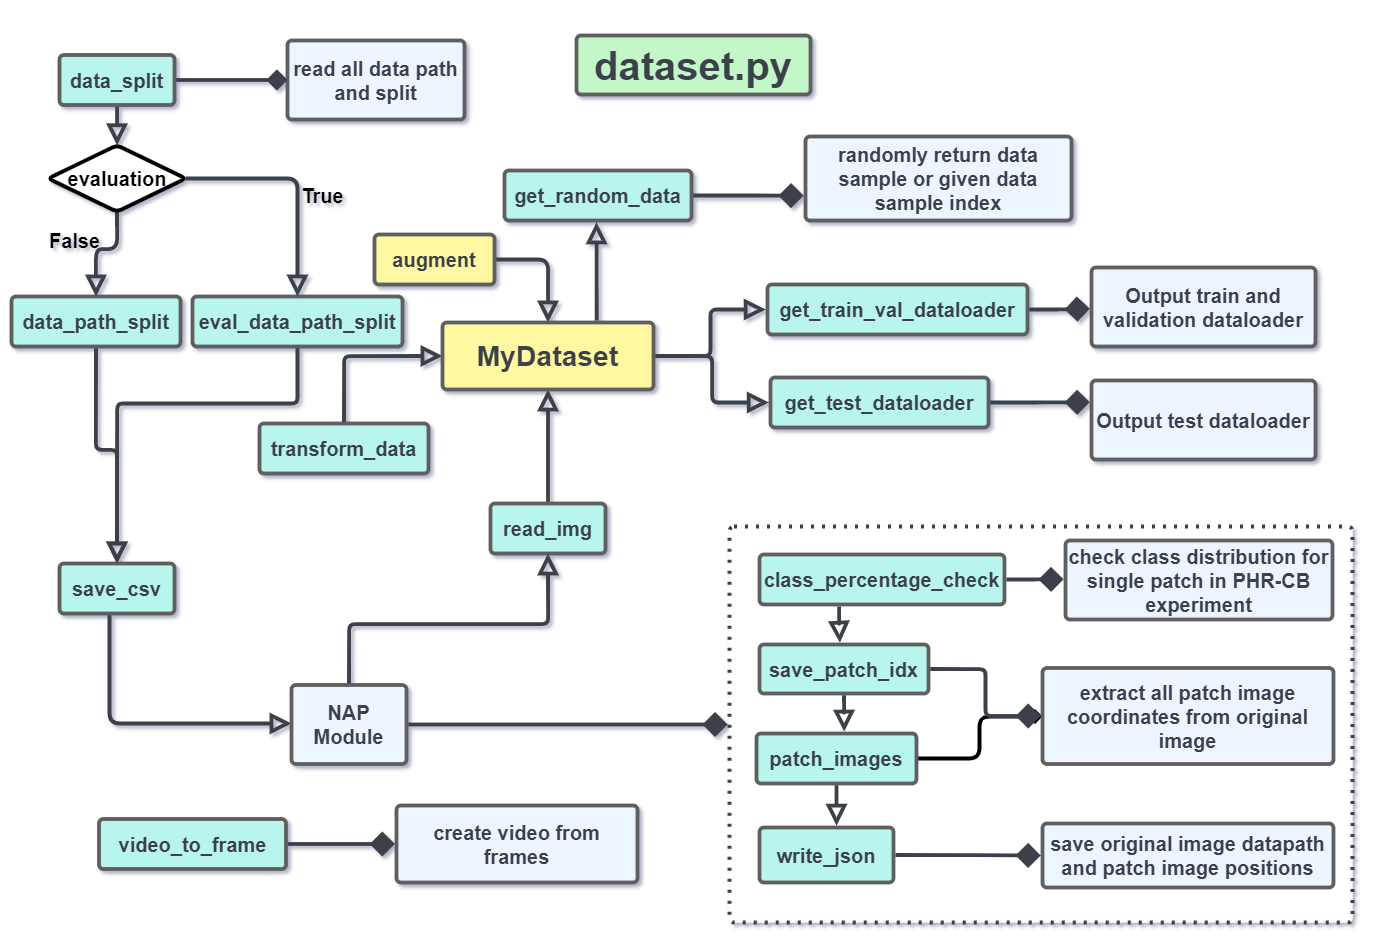 dataset.py
data_split
read all data path
and split
evaluation
True
False
data_path_split
eval_data_path_split
save_csv
get_random_data
randomly return data
sample or given data
sample index
augment
MyDataset
transform_data
read_img
get_train_val_dataloader
Output train and
validation dataloader
get_test_dataloader
Output test dataloader
NAP
Module
class_percentage_check
check class distribution for
single patch in PHR-CB
experiment
save_patch_idx
extract all patch image
coordinates from original
image
patch_images
write_json
save original image datapath
and patch image positions
video_to_frame
create video from
frames